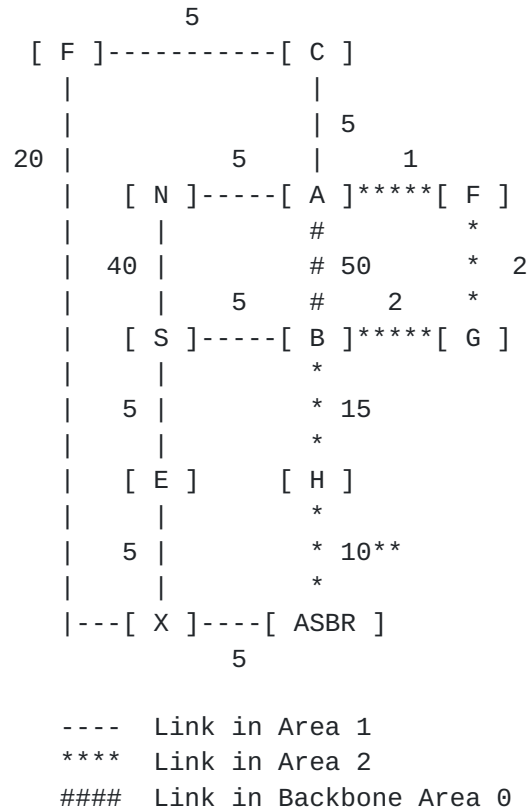 5
[ F ]-----------[ C ]
|                |
|                | 5
20 |           5    |     1
|   [ N ]-----[ A ]*****[ F ]
|     |          #         *
|  40 |          # 50      *  2
|     |    5     #    2    *
|   [ S ]-----[ B ]*****[ G ]
|     |          *
|   5 |          * 15
|     |          *
|   [ E ]     [ H ]
|     |          *
|   5 |          * 10**
|     |          *
|---[ X ]----[ ASBR ]
5
---- Link in Area 1
**** Link in Area 2
#### Link in Backbone Area 0